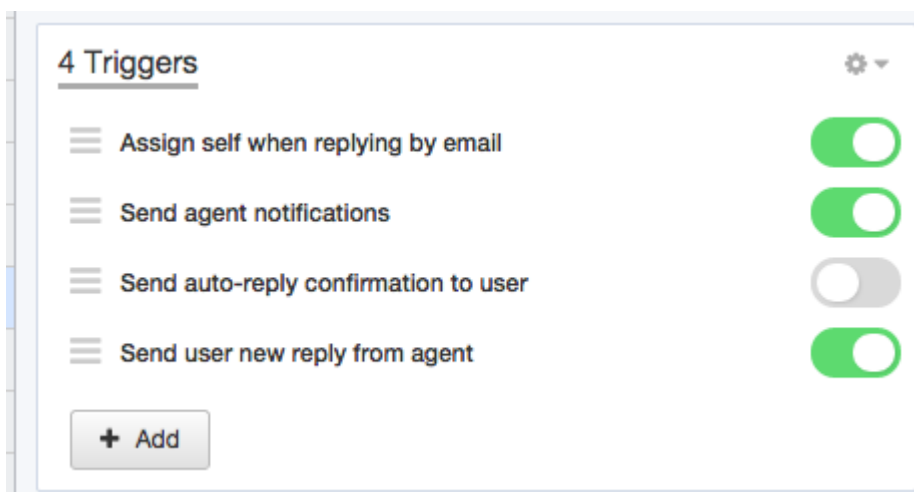 4 Triggers
Assign self when replying by email
Send agent notifications
Send auto-reply confirmation to user
Send user new reply from agent
+ Add